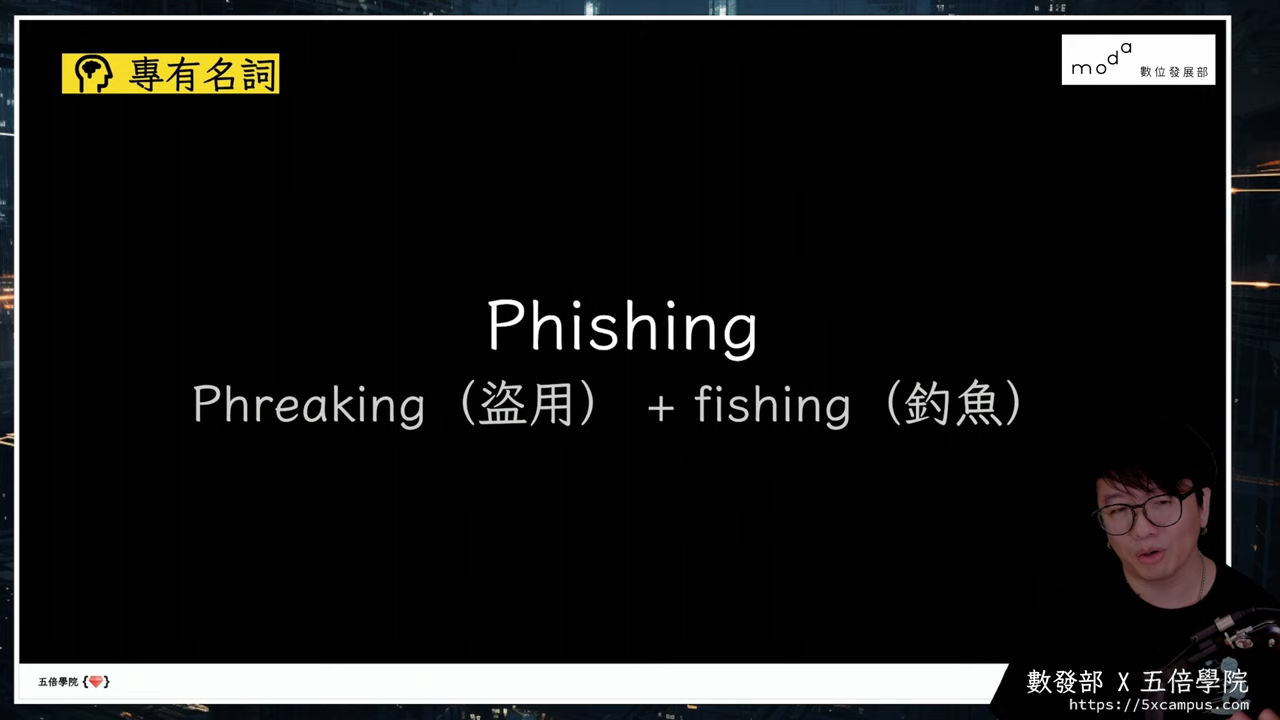 專有名詞
moda 數位發展部
Phishing
Phreaking（盜用） + fishing（釣魚）
五倍學院 {}
數發部 X 五倍學院
https://5xcampus.com